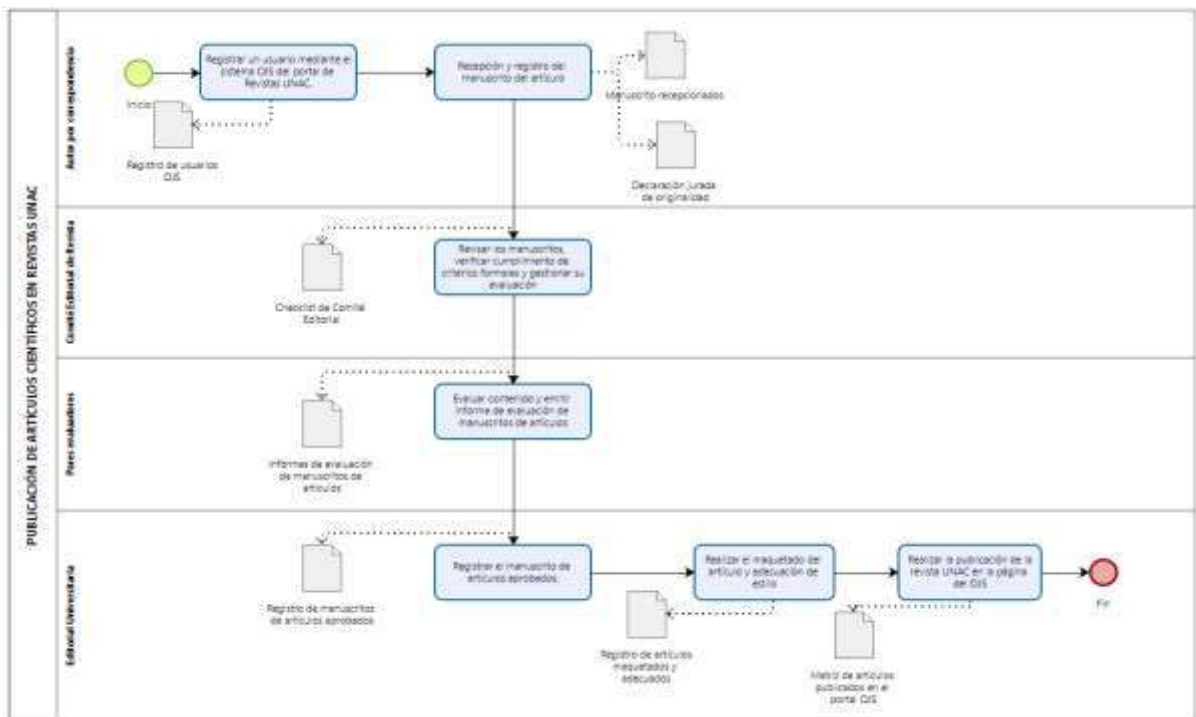 PUBLICACIÓN DE ARTÍCULOS CIENTÍFICOS EN REVISTAS UNAC
Autor por correspondencia
Inicio
Registrar un usuario mediante el
sistema OJS del portal de
Revistas UNAC.
Registro de usuarios
OJS
Recepción y registro del
manuscrito del artículo
Manuscrito recepcionados
Declaración jurada
de originalidad
Comité Editorial de Revista
Revisar los manuscritos,
verificar cumplimiento de
criterios formales y gestionar su
evaluación
Checklist de Comité
Editorial
Pares evaluadores
Evaluar contenido y emitir
informe de evaluación de
manuscritos de artículos
Informes de evaluación
de manuscritos de
artículos
Editorial Universitaria
Registrar el manuscrito de
artículos aprobados.
Registro de manuscritos
de artículos aprobados
Realizar el maquetado del
artículo y adecuación de
estilo
Registro de artículos
maquetados y
adecuados
Realizar la publicación de la
revista UNAC en la página
del OJS
Matriz de artículos
publicados en el
portal OJS
Fin